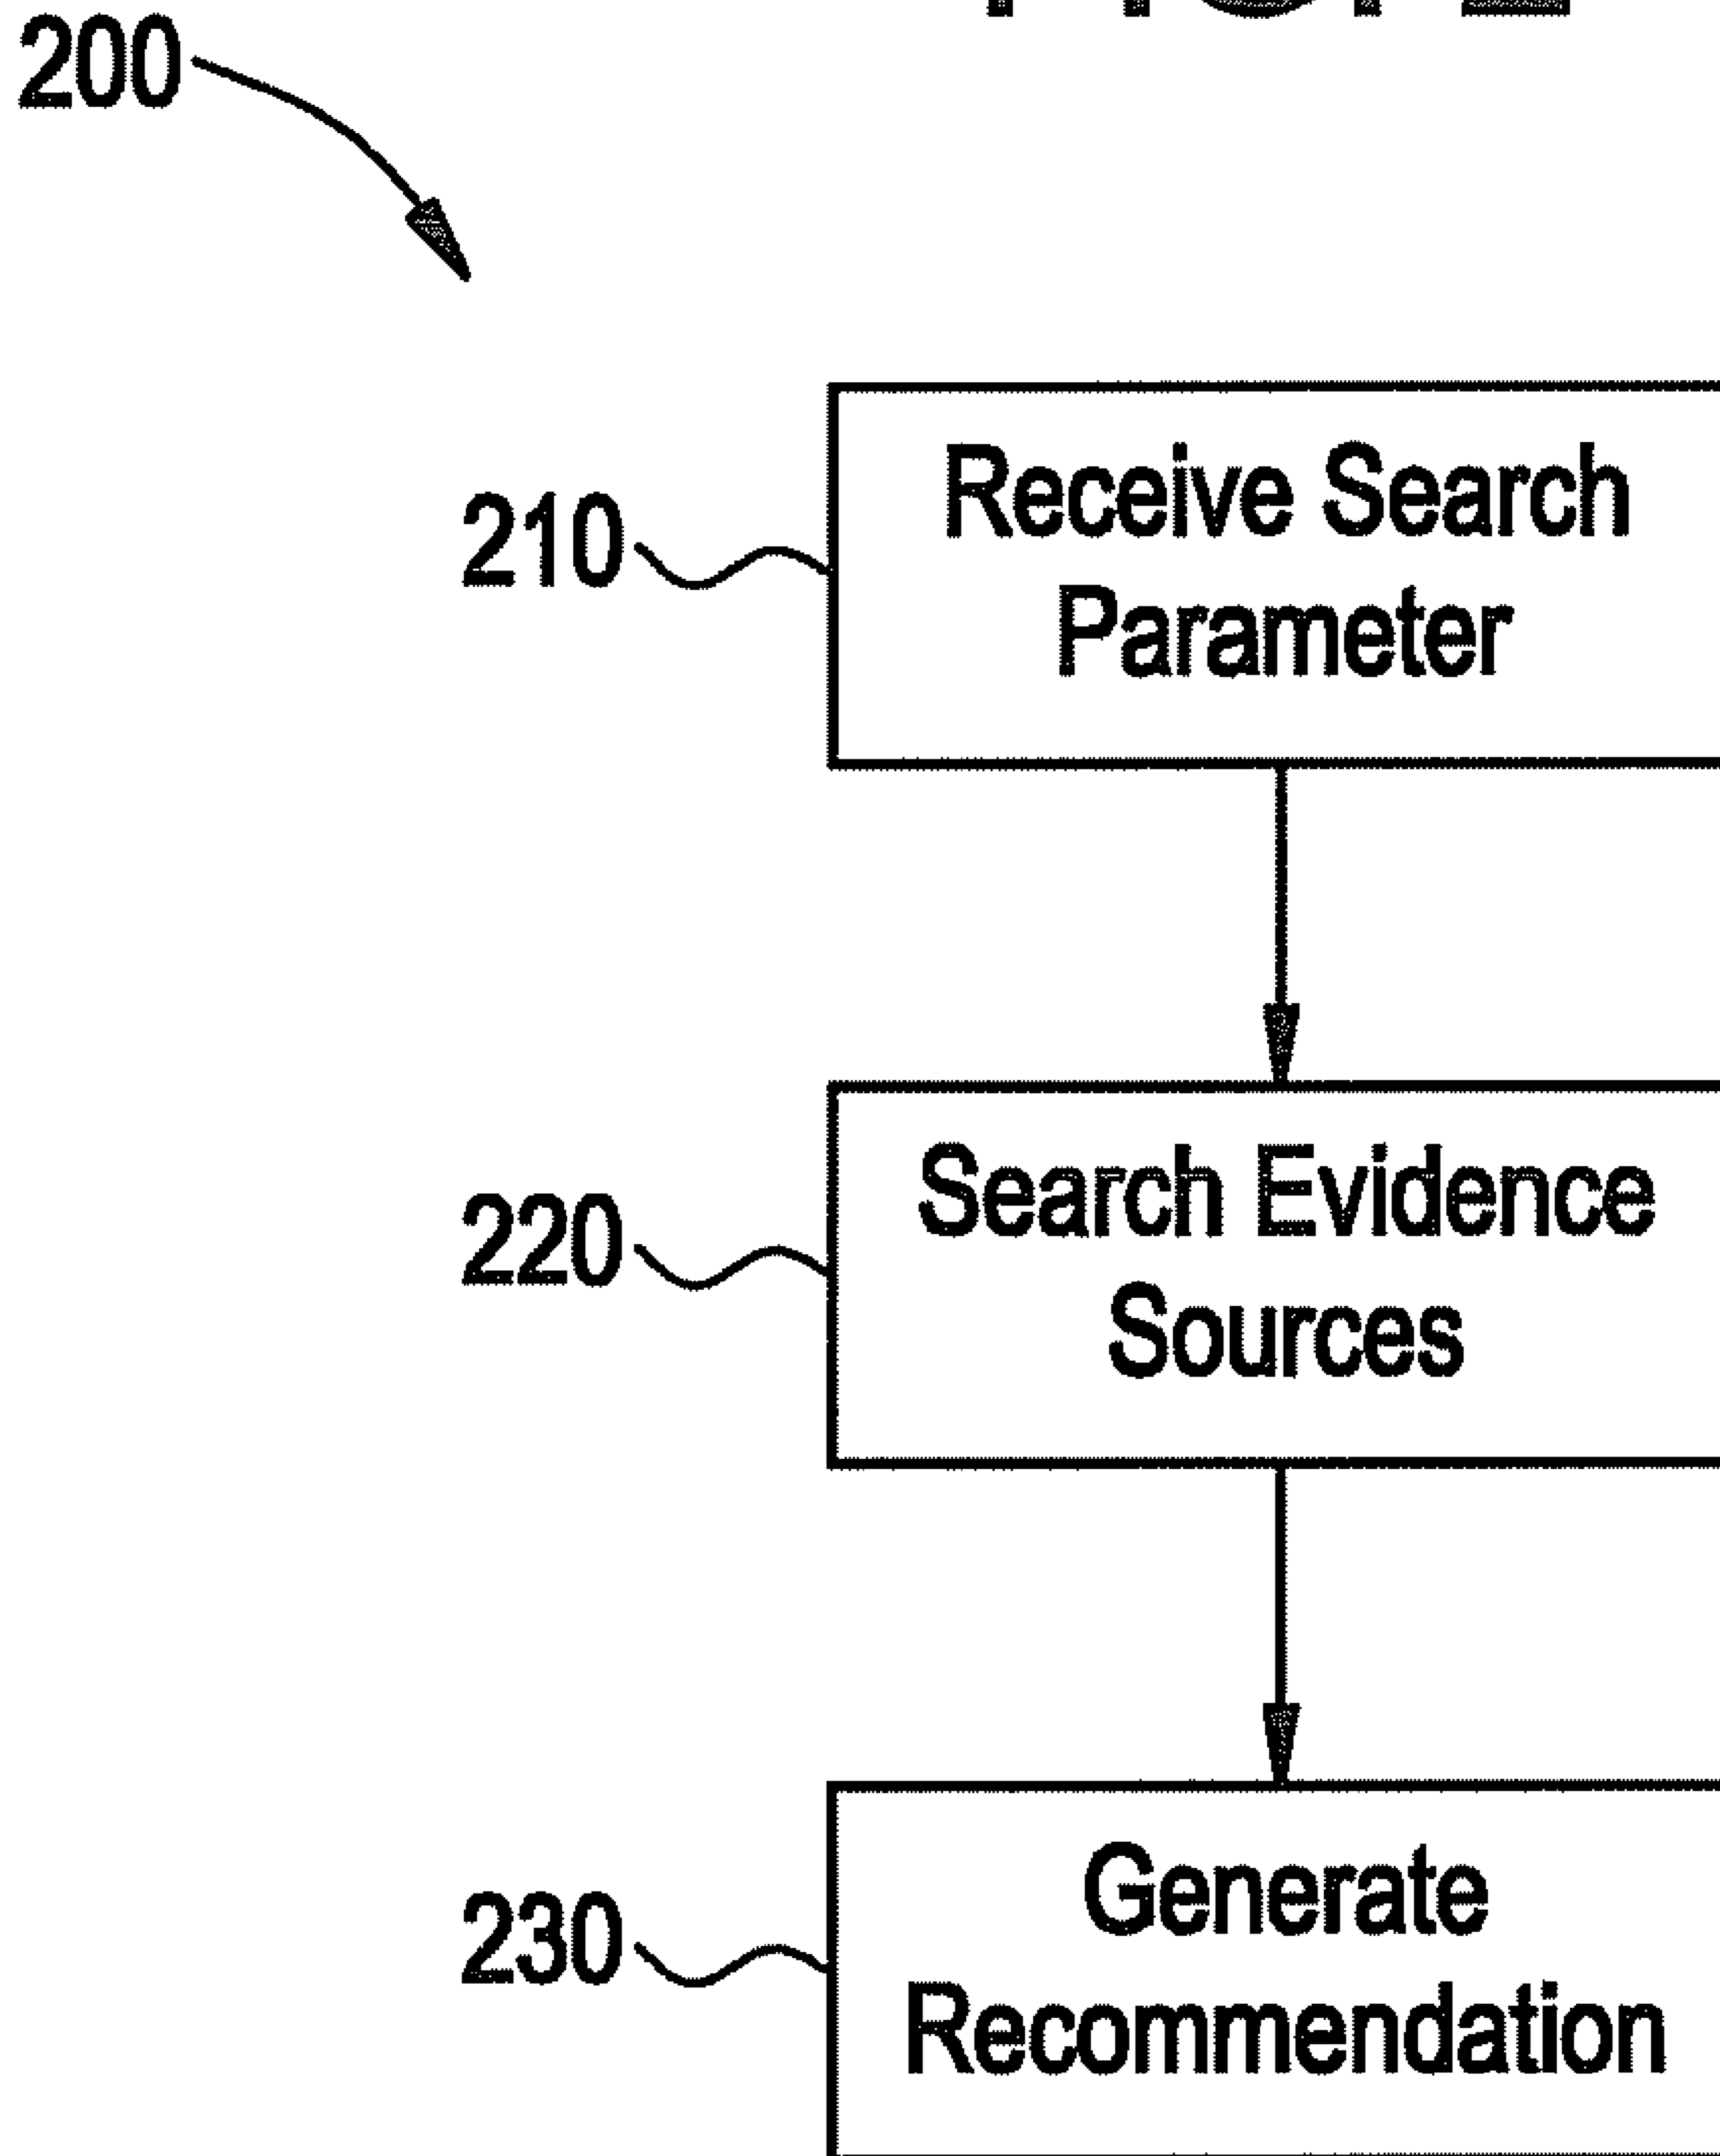 200
210
Receive Search
Parameter
220
Search Evidence
Sources
230
Generate
Recommendation